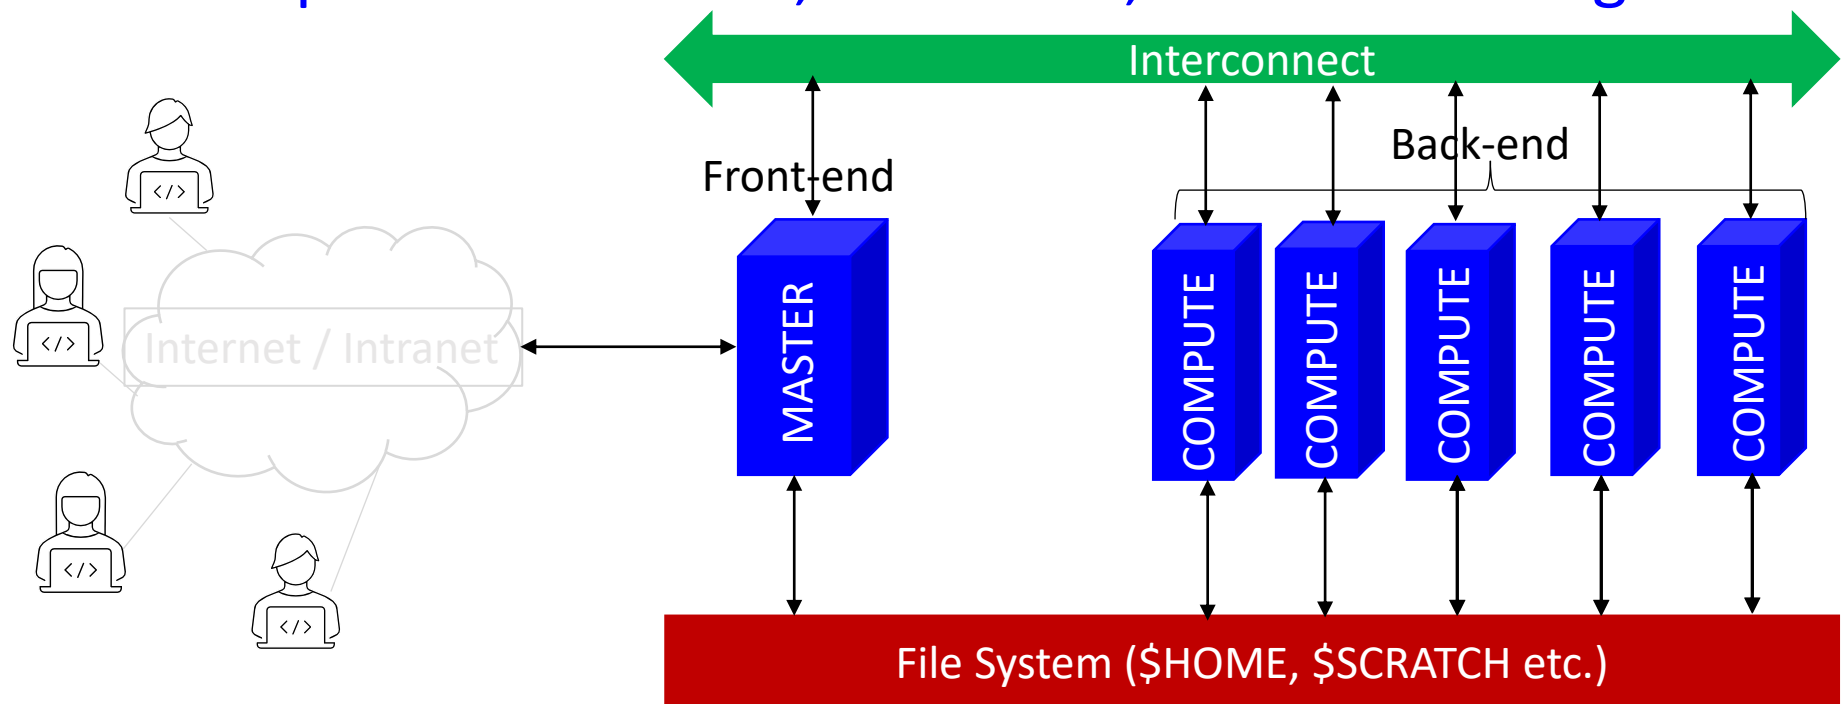 Interconnect
Back-end
Front-end
</>
</>
Internet / Intranet
MASTER
COMPUTE
COMPUTE
COMPUTE
COMPUTE
COMPUTE
</>
</>
File System ($HOME, $SCRATCH etc.)